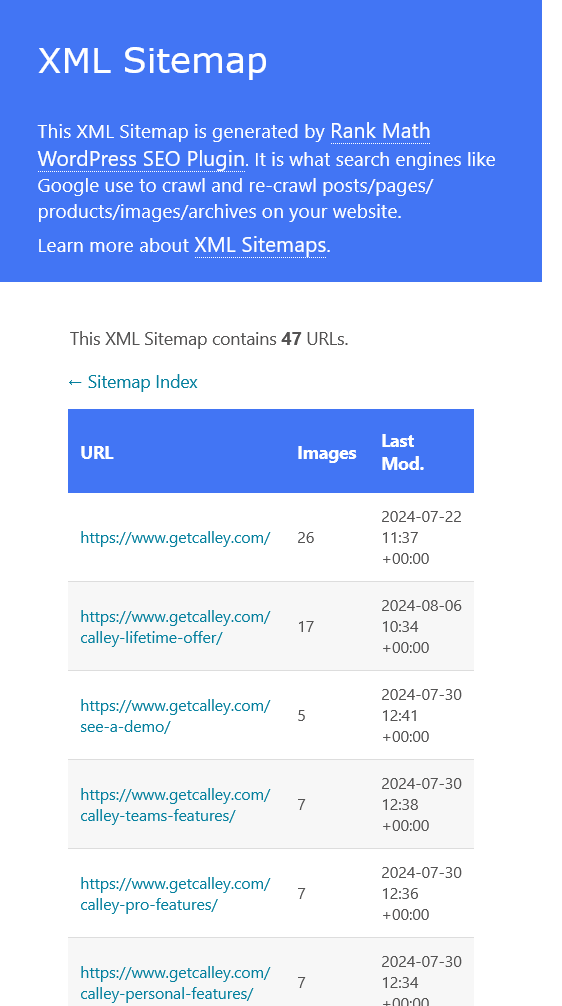 XML Sitemap
This XML Sitemap is generated by Rank Math
WordPress SEO Plugin. It is what search engines like
Google use to crawl and re-crawl posts/pages/
products/images/archives on your website.
Learn more about XML Sitemaps.
This XML Sitemap contains 47 URLs.
← Sitemap Index
URL Images Last
Mod.
https://www.getcalley.com/ 26 2024-07-22
11:37
+00:00
https://www.getcalley.com/
calley-lifetime-offer/ 17 2024-08-06
10:34
+00:00
https://www.getcalley.com/
see-a-demo/ 5 2024-07-30
12:41
+00:00
https://www.getcalley.com/
calley-teams-features/ 7 2024-07-30
12:38
+00:00
https://www.getcalley.com/
calley-pro-features/ 7 2024-07-30
12:36
+00:00
https://www.getcalley.com/
calley-personal-features/ 7 2024-07-30
12:34
+00:00